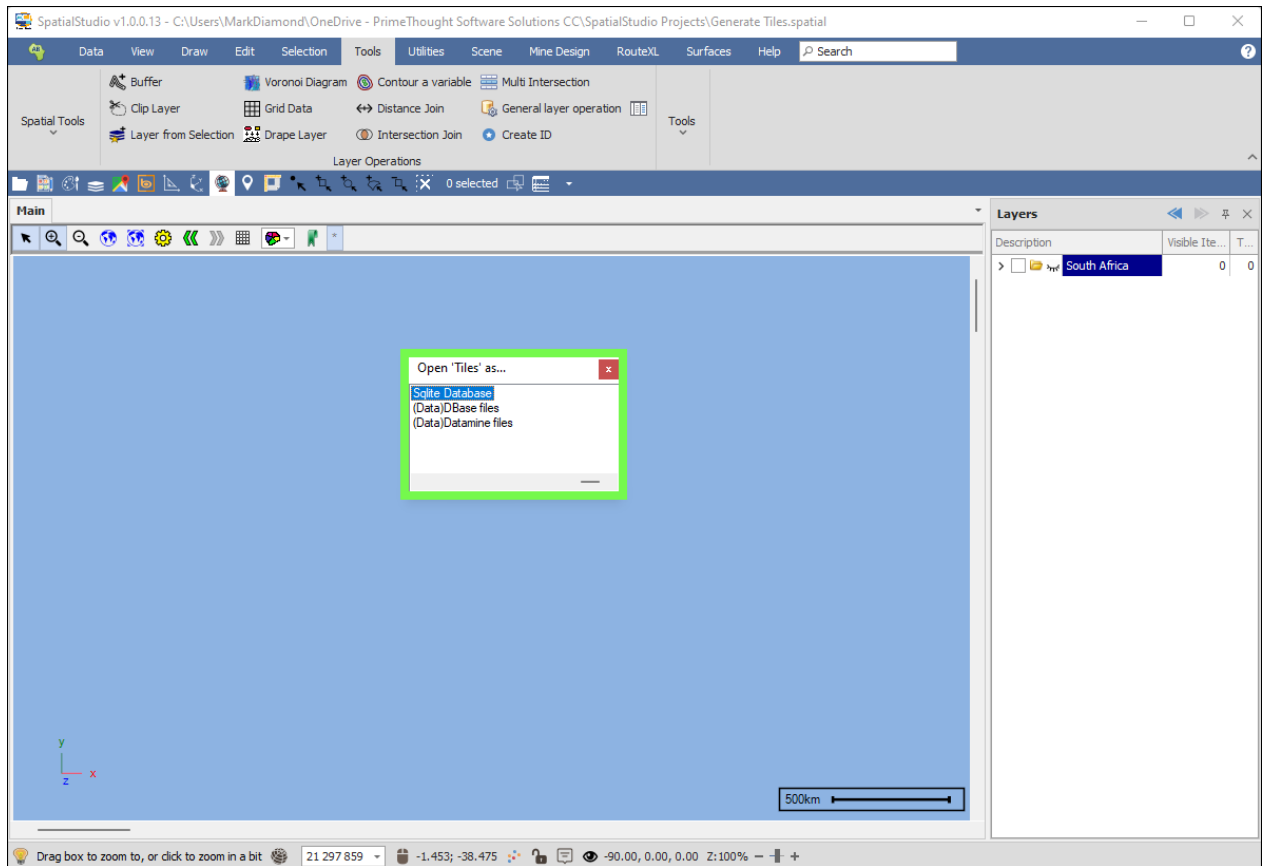 SpatialStudio v1.0.0.13 - C:\Users\MarkDiamond\OneDrive - PrimeThought Software Solutions CC\SpatialStudio Projects\Generate Tiles.spatial
Data View Draw Edit Selection Tools Utilities Scene Mine Design RouteXL Surfaces Help Search
Buffer Voronoi Diagram Contour a variable Multi Intersection
Spatial Tools Clip Layer Grid Data Distance Join General layer operation Tools
Layer from Selection Drape Layer Intersection Join Create ID
Layer Operations
0 selected
Main
Layers
Description Visible Ite... T...
South Africa 0 0
Open 'Tiles' as...
Sqlite Database
(Data)DBase files
(Data)Datamine files
y
x
z
500km
Drag box to zoom to, or click to zoom in a bit 21 297 859 -1.453; -38.475 -90.00, 0.00, 0.00 Z:100%